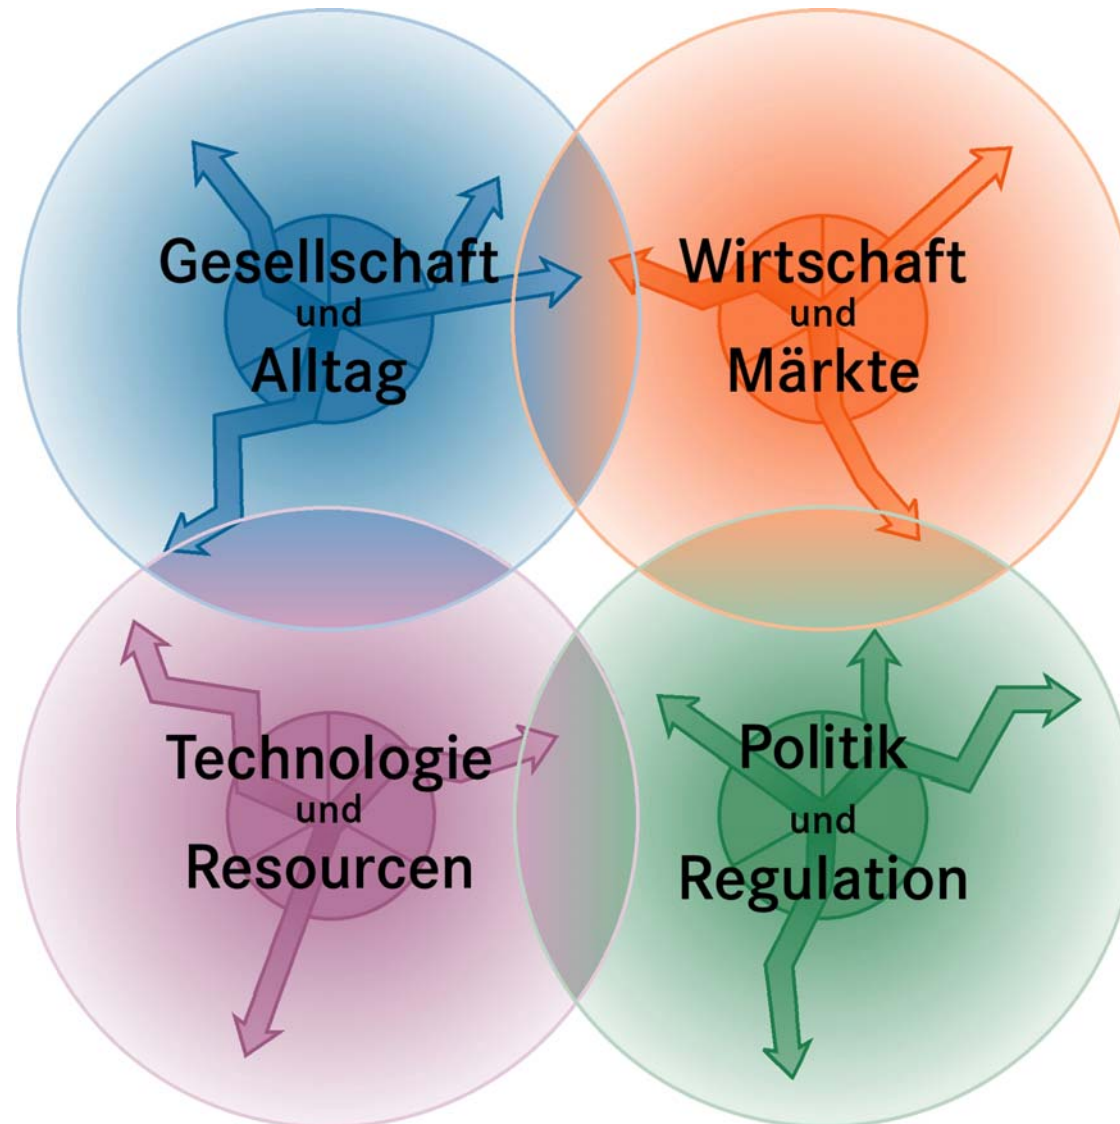 Gesellschaft
und
Alltag
Wirtschaft
und
Märkte
Technologie
und
Resourcen
Politik
und
Regulation